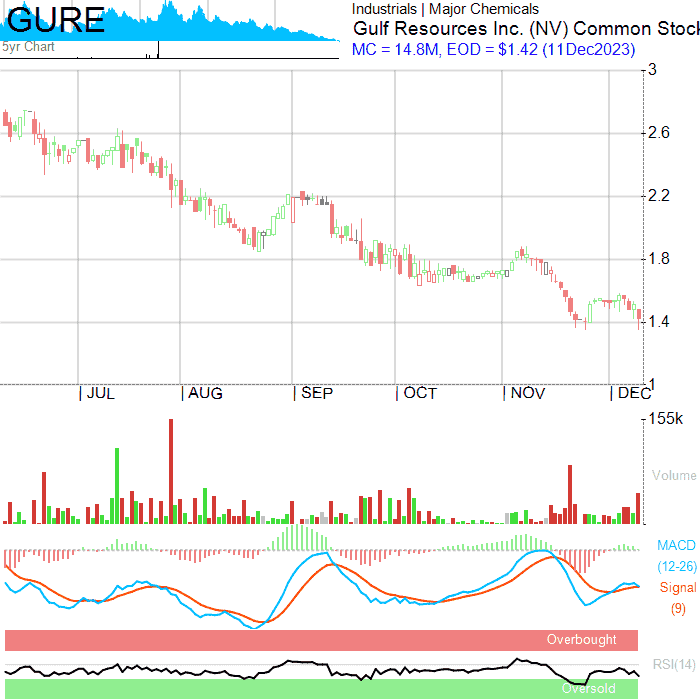 GURE
5yr Chart
Industrials | Major Chemicals
Gulf Resources Inc. (NV) Common Stock
MC = 14.8M, EOD = $1.42 (11Dec2023)
3
2.6
2.2
1.8
1.4
1
JUL AUG SEP OCT NOV DEC
155k
Volume
MACD
(12-26)
Signal
(9)
Overbought
RSI(14)
Oversold